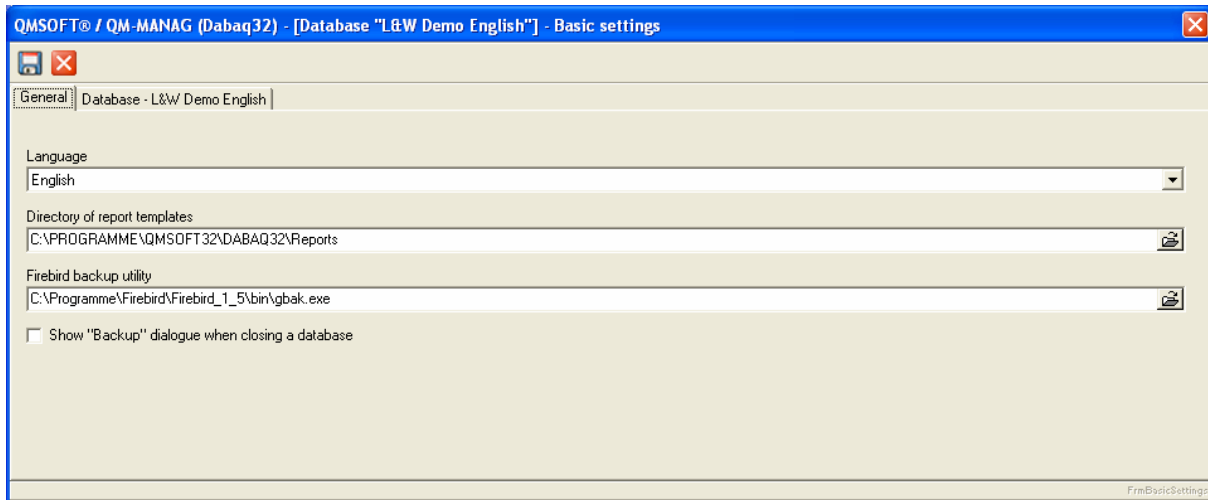 QMSOFT® / QM-MANAG (Dabaq32) - [Database "L&W Demo English"] - Basic settings
General Database - L&W Demo English
Language
English
Directory of report templates
C:\PROGRAMME\QMSOFT32\DABAQ32\Reports
Firebird backup utility
C:\Programme\Firebird\Firebird_1_5\bin\gbak.exe
Show "Backup" dialogue when closing a database
FrmBasicSettings